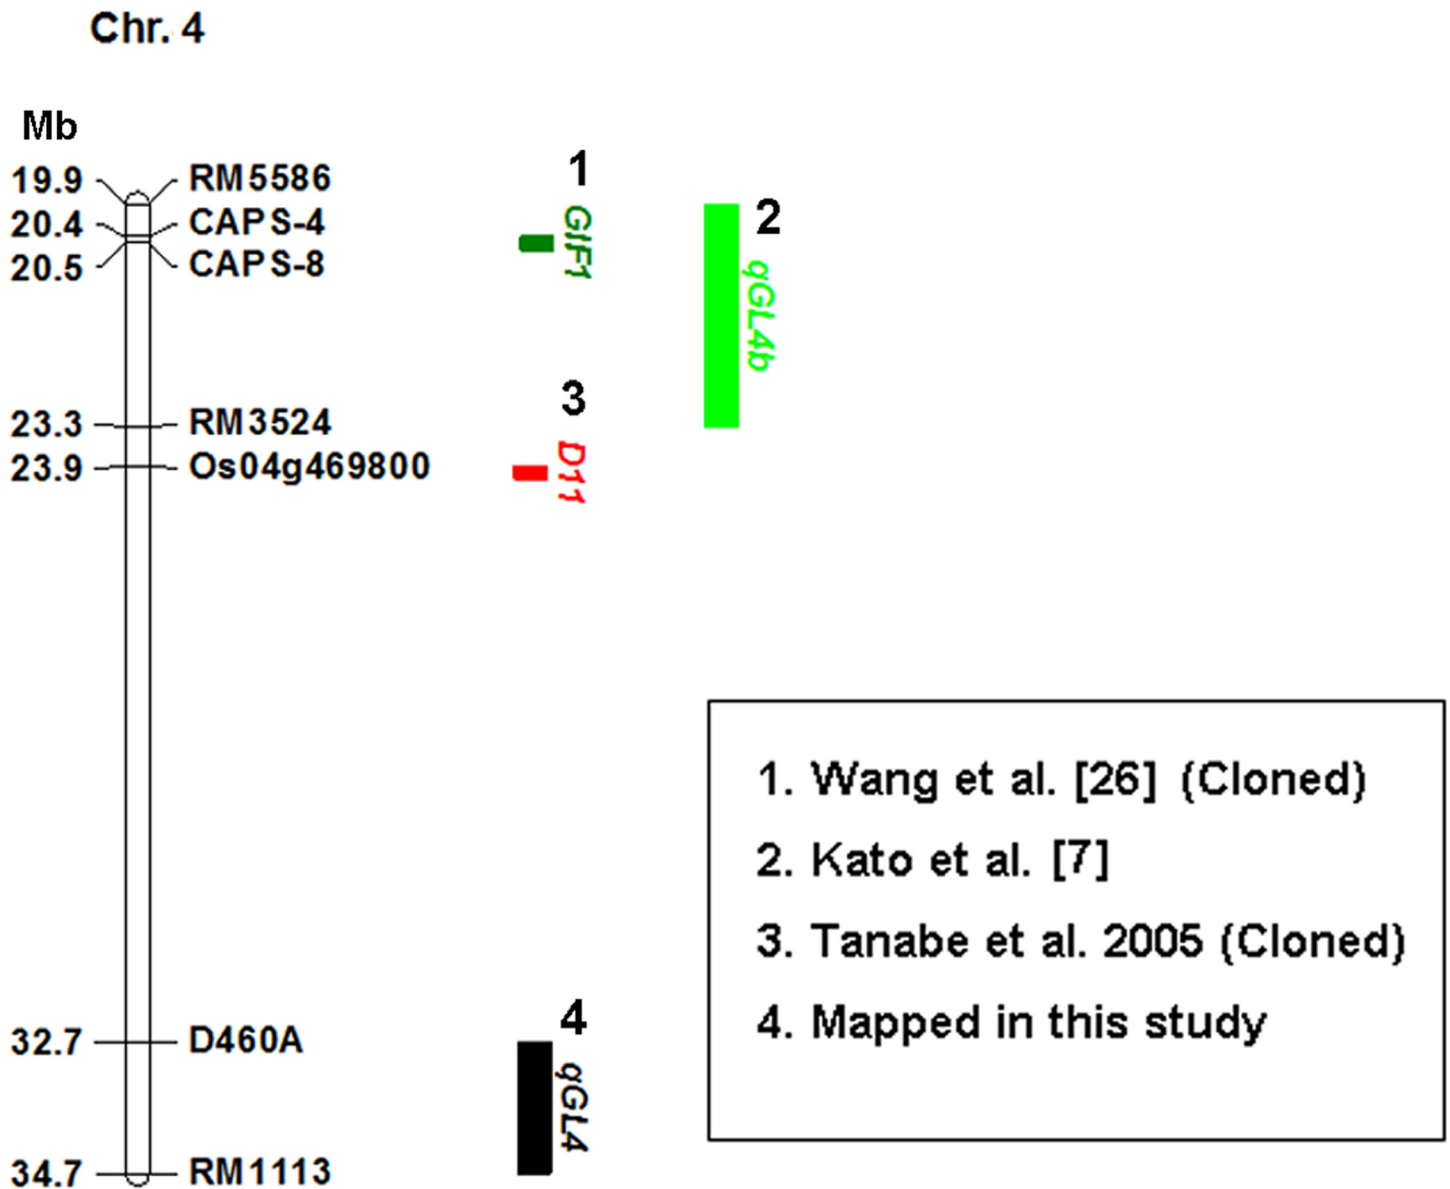 Chr. 4
Mb
19.9 RM5586
20.4 CAPS-4
20.5 CAPS-8
23.3 RM3524
23.9 Os04g469800
32.7 D460A
34.7 RM1113
1
GIF1
2
qGL4b
3
D11
4
qGL4
1. Wang et al. [26] (Cloned)
2. Kato et al. [7]
3. Tanabe et al. 2005 (Cloned)
4. Mapped in this study